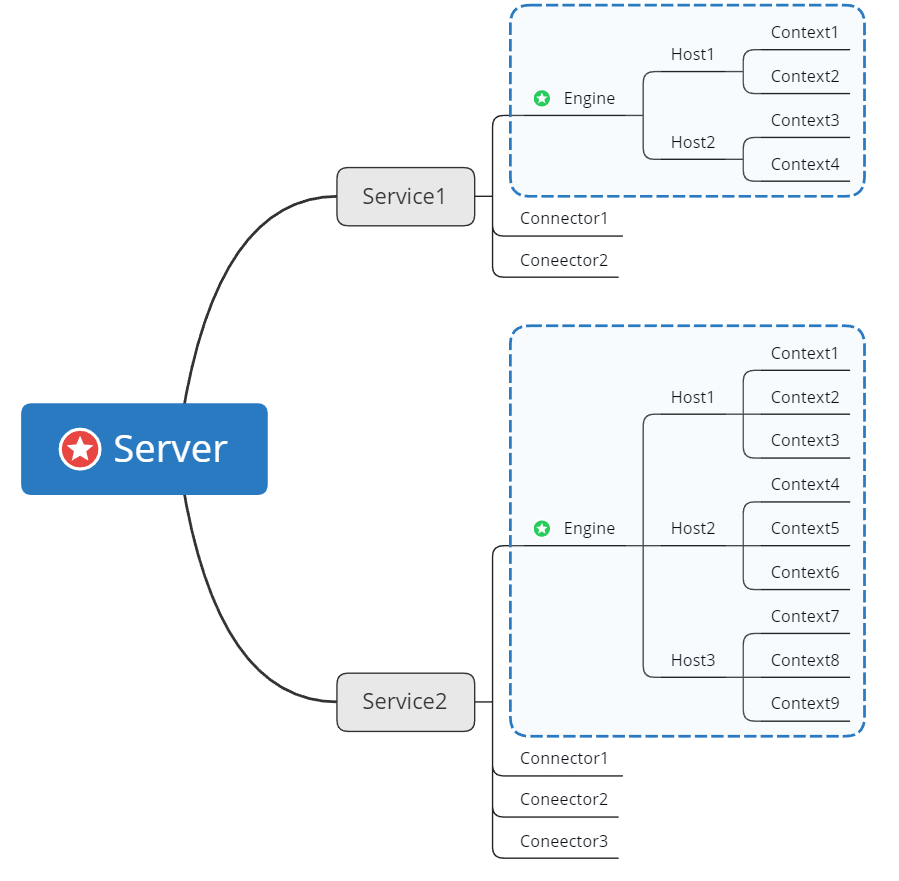 Server
Service1
Engine
Host1
Context1
Context2
Host2
Context3
Context4
Connector1
Coneector2
Service2
Engine
Host1
Context1
Context2
Context3
Host2
Context4
Context5
Context6
Host3
Context7
Context8
Context9
Connector1
Coneector2
Coneector3